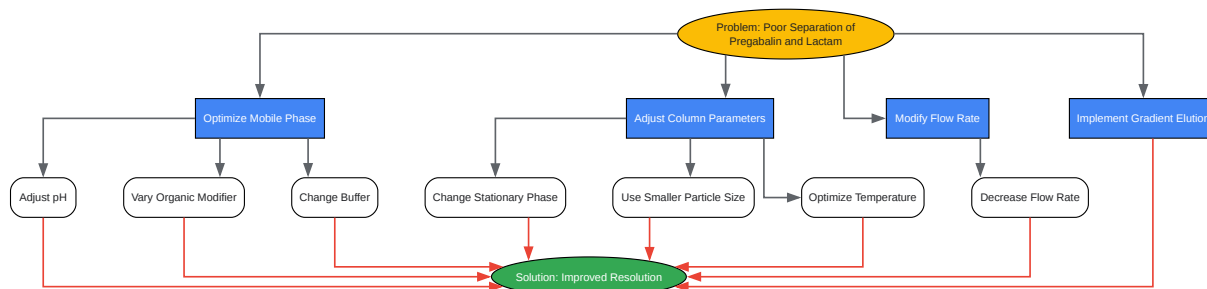 Problem: Poor Separation of
Pregabalin and Lactam
Optimize Mobile Phase
Adjust Column Parameters
Modify Flow Rate
Implement Gradient Elution
Adjust pH
Vary Organic Modifier
Change Buffer
Change Stationary Phase
Use Smaller Particle Size
Optimize Temperature
Decrease Flow Rate
Solution: Improved Resolution